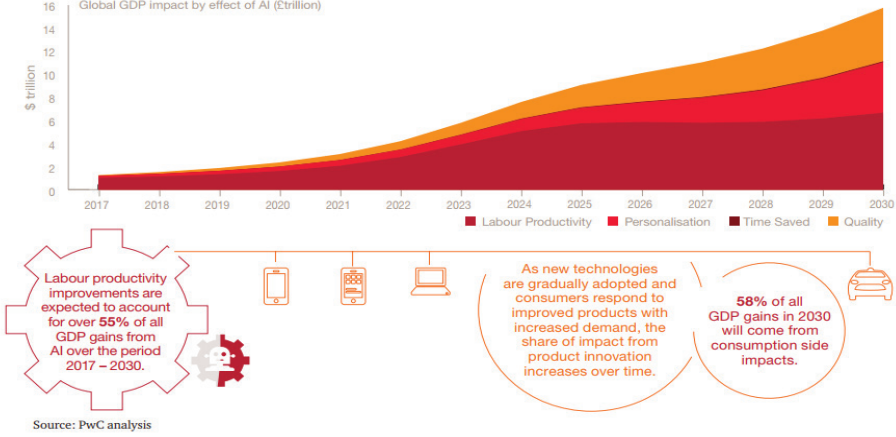 Global GDP impact by effect of AI (£trillion)
16
14
12
10
8
6
4
2
0
$ trillion
2017 2018 2019 2020 2021 2022 2023 2024 2025 2026 2027 2028 2029 2030
Labour Productivity Personalisation Time Saved Quality
Labour productivity
improvements are
expected to account
for over 55% of all
GDP gains from
AI over the period
2017 – 2030.
As new technologies
are gradually adopted and
consumers respond to
improved products with
increased demand, the
share of impact from
product innovation
increases over time.
58% of all
GDP gains in 2030
will come from
consumption side
impacts.
Source: PwC analysis